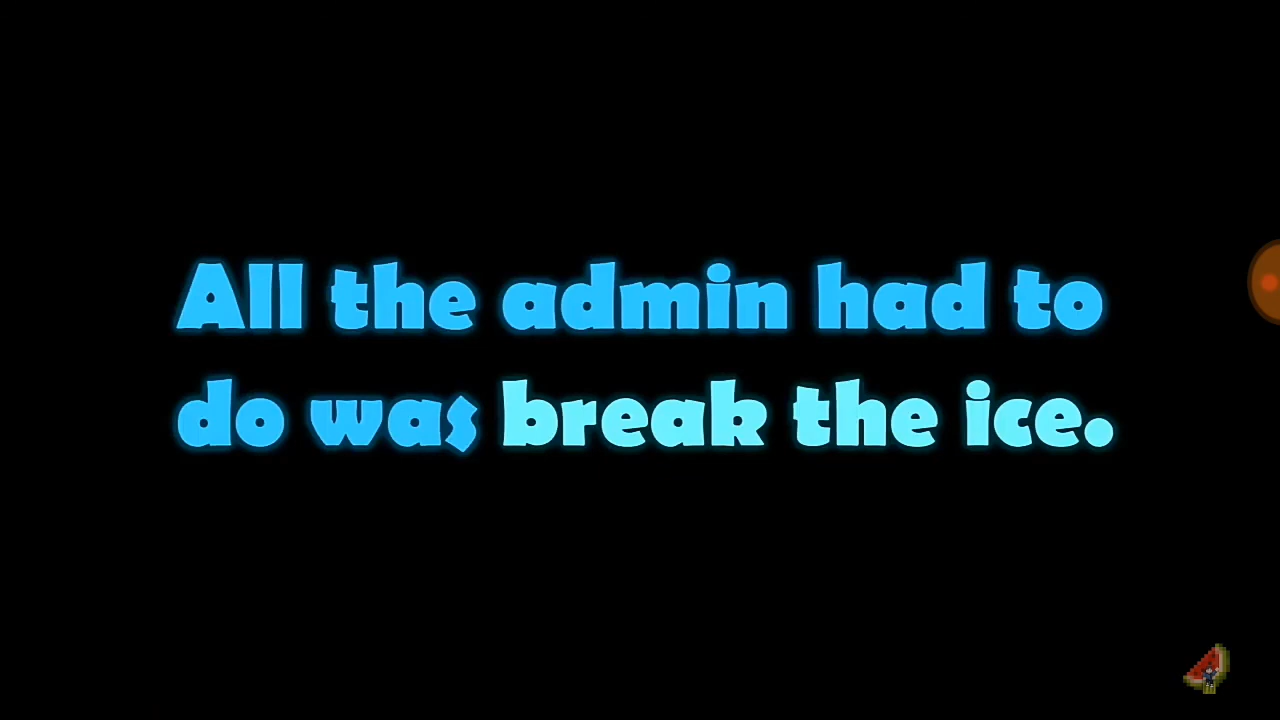 All the admin had to
do was break the ice.